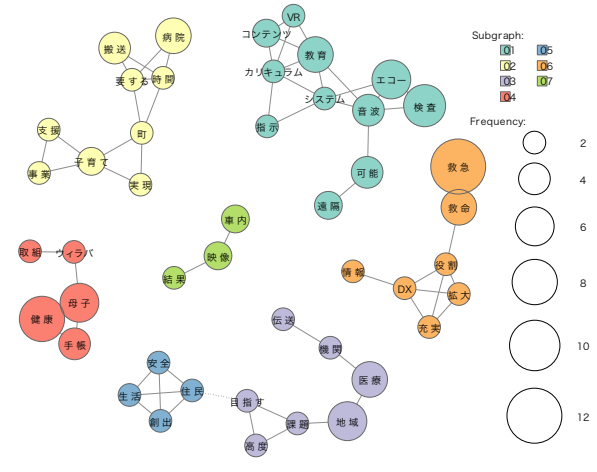 VR
コンテンツ
教育
カリキュラム
システム
指示
エコー
音波
検査
可能
遠隔
病院
搬送
要する
時間
町
支援
子育て
事業
実現
車内
映像
結果
取組
ウィラバ
母子
健康
手帳
救急
救命
役割
情報
DX
拡大
充実
伝送
機関
医療
地域
課題
目指す
高度
安全
生活
住民
創出
Subgraph:
01 05
02 06
03 07
04
Frequency:
2
4
6
8
10
12